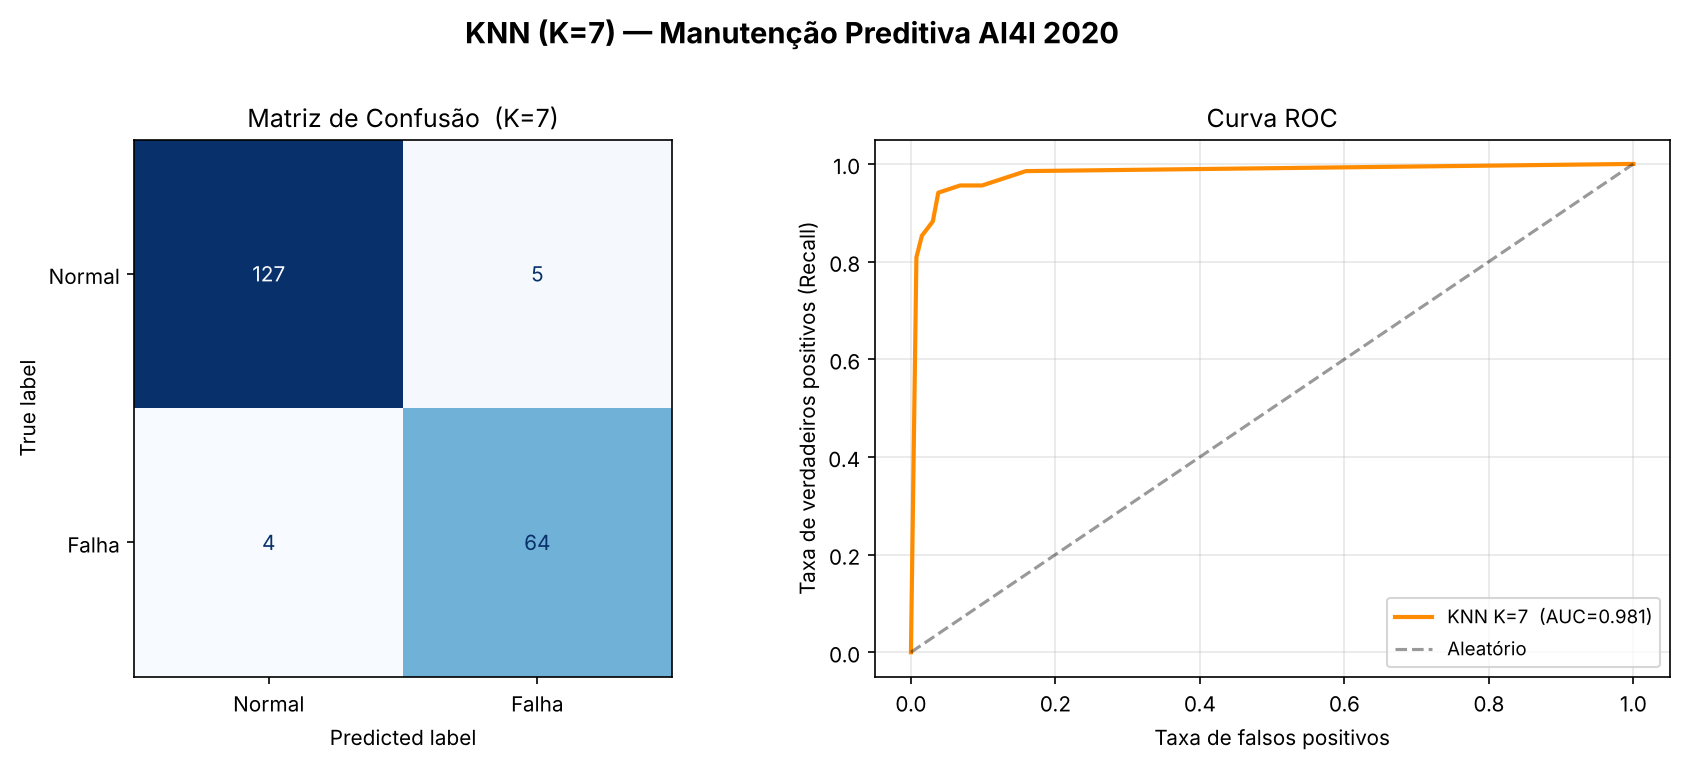 KNN (K=7) — Manutenção Preditiva AI4I 2020
Matriz de Confusão (K=7)
True label
Normal
Falha
127
5
4
64
Normal
Falha
Predicted label
Curva ROC
Taxa de verdadeiros positivos (Recall)
1.0
0.8
0.6
0.4
0.2
0.0
KNN K=7 (AUC=0.981)
Aleatório
0.0
0.2
0.4
0.6
0.8
1.0
Taxa de falsos positivos